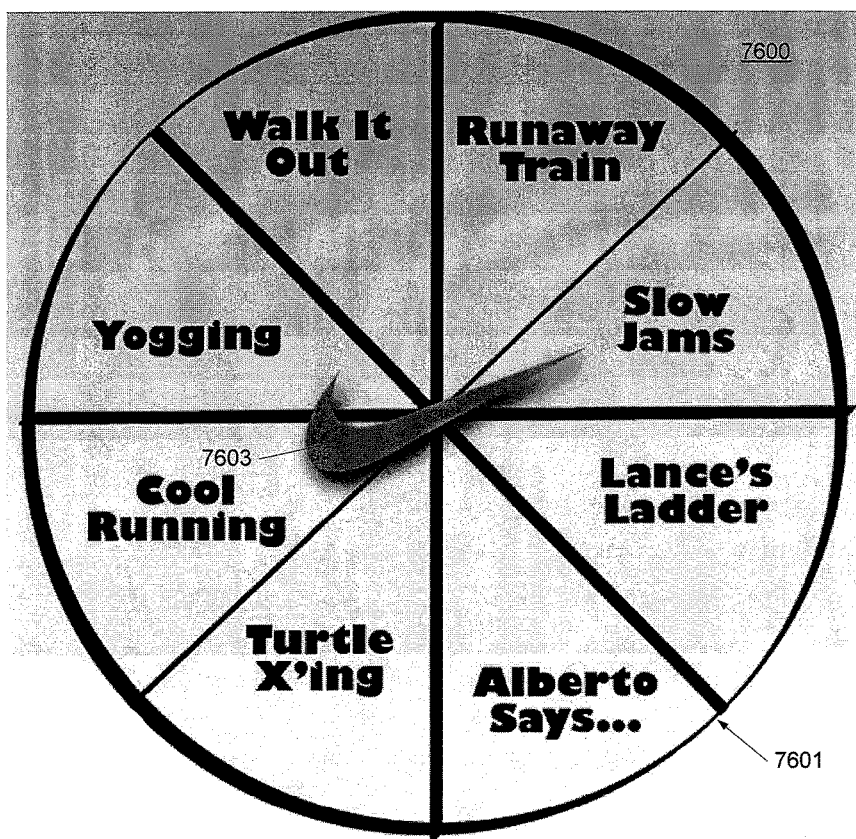 7600
Walk It
Out
Runaway
Train
Yogging
Slow
Jams
7603
Cool
Running
Lance's
Ladder
Turtle
X'ing
Alberto
Says...
7601